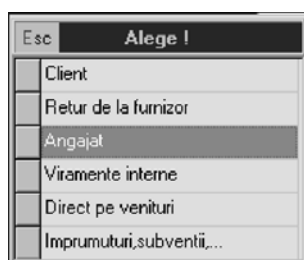 Esc Alege !
Client
Retur de la furnizor
Angajat
Viramente interne
Direct pe venituri
Imprumuturi,subventii,...